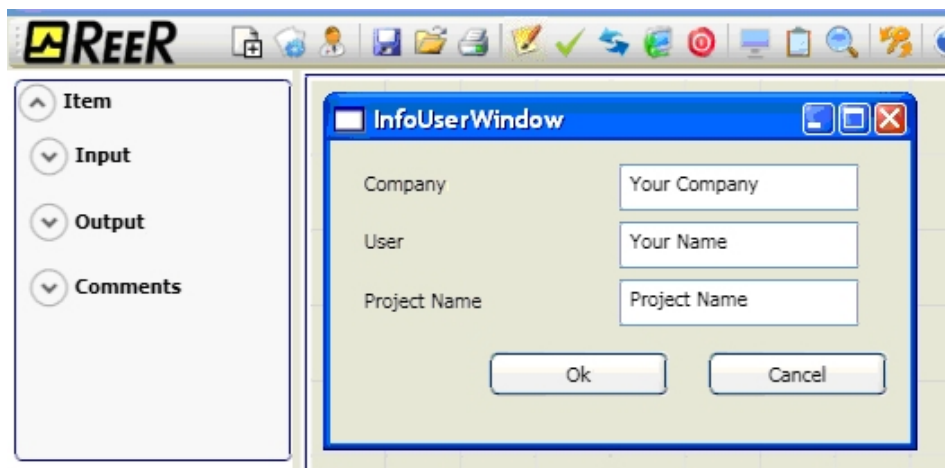 REER
Item
Input
Output
Comments
InfoUserWindow
Company
Your Company
User
Your Name
Project Name
Project Name
Ok
Cancel